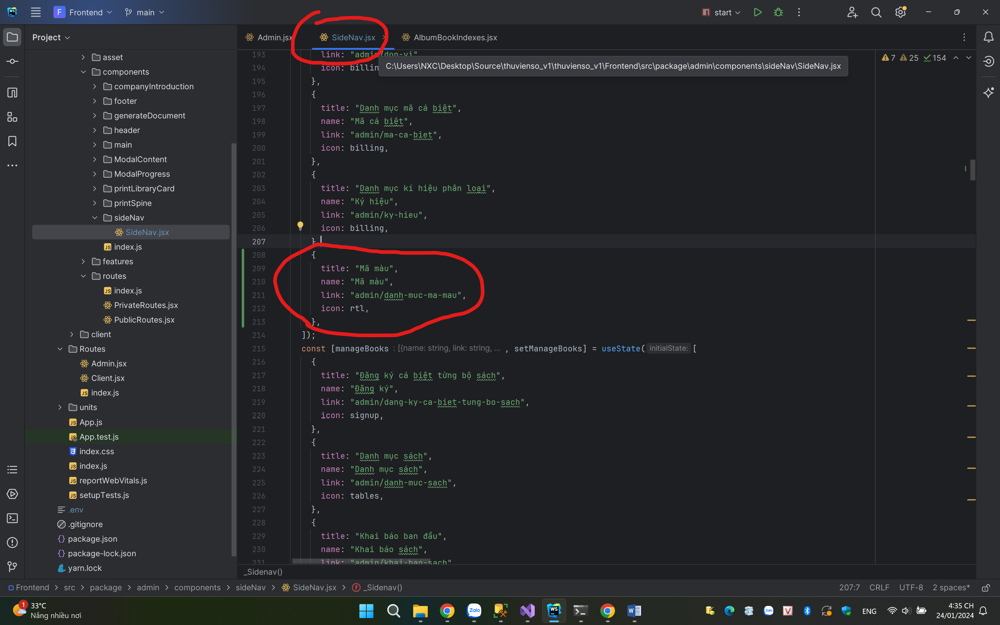 WS
F
Frontend
main
start
Project
Admin.jsx
SideNav.jsx
AlbumBookIndexes.jsx
asset
components
companyIntroduction
footer
generateDocument
header
main
ModalContent
ModalProgress
printLibraryCard
printSpine
sideNav
SideNav.jsx
JS index.js
features
routes
JS index.js
PrivateRoutes.jsx
PublicRoutes.jsx
client
Routes
Admin.jsx
Client.jsx
JS index.js
units
JS App.js
App.test.js
index.css
JS index.js
JS reportWebVitals.js
JS setupTests.js
.env
.gitignore
{} package.json
{} package-lock.json
yarn.lock
7 25 154
C:\Users\NXC\Desktop\Source\thuvienso_v1\thuvienso_v1\Frontend\src\package\admin\components\sideNav\SideNav.jsx
193 link: "admin/don-vi"
194 icon: billin
195 },
196 {
197 title: "Danh mục mã cá biệt",
198 name: "Mã cá biệt",
199 link: "admin/ma-ca-biet",
200 icon: billing,
201 },
202 {
203 title: "Danh mục kí hiệu phân loại",
204 name: "Ký hiệu",
205 link: "admin/ky-hieu",
206 icon: billing,
207 },
208 {
209 title: "Mã màu",
210 name: "Mã màu",
211 link: "admin/danh-muc-ma-mau",
212 icon: rtl,
213 },
214 ]);
215 const [manageBooks : [{name: string, link: string, ... , setManageBooks] = useState( initialState: [
216 {
217 title: "Đăng ký cá biệt từng bộ sách",
218 name: "Đăng ký",
219 link: "admin/dang-ky-ca-biet-tung-bo-sach",
220 icon: signup,
221 },
222 {
223 title: "Danh mục sách",
224 name: "Danh mục sách",
225 link: "admin/danh-muc-sach",
226 icon: tables,
227 },
228 {
229 title: "Khai báo ban đầu",
230 name: "Khai báo sách",
231 link: "admin/khai-bao-sach"
_Sidenav()
Frontend > src > package > admin > components > sideNav > SideNav.jsx > f _Sidenav()
207:7 CRLF UTF-8 2 spaces*
1
33°C
Nắng nhiều nơi
Zalo
WS
W
Zalo
V
ENG
4:35 CH
24/01/2024